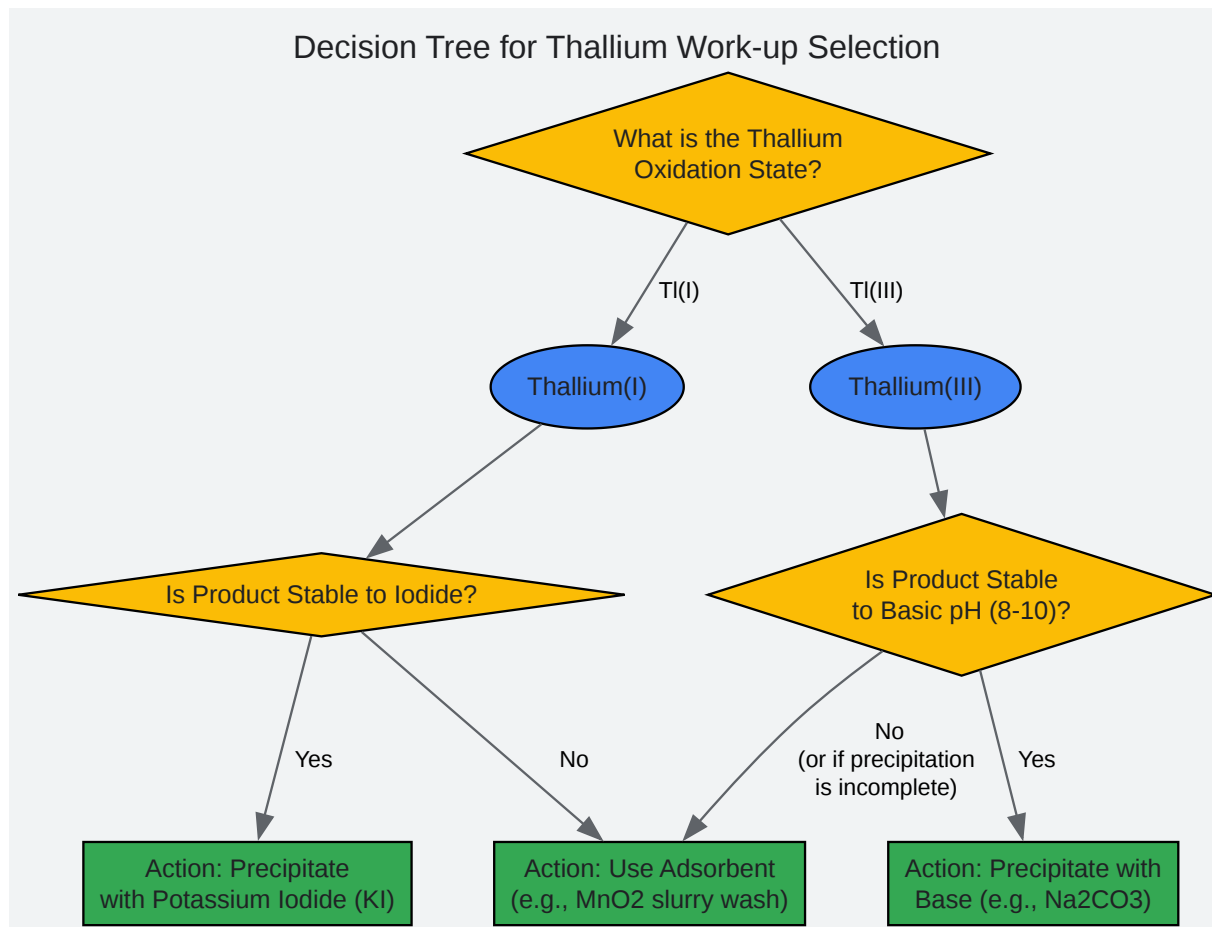 Decision Tree for Thallium Work-up Selection
What is the Thallium
Oxidation State?
Tl(I)
Tl(III)
Thallium(I)
Thallium(III)
Is Product Stable to Iodide?
Is Product Stable
to Basic pH (8-10)?
Yes
No
No
(or if precipitation
is incomplete)
Yes
Action: Precipitate
with Potassium Iodide (KI)
Action: Use Adsorbent
(e.g., MnO2 slurry wash)
Action: Precipitate with
Base (e.g., Na2CO3)